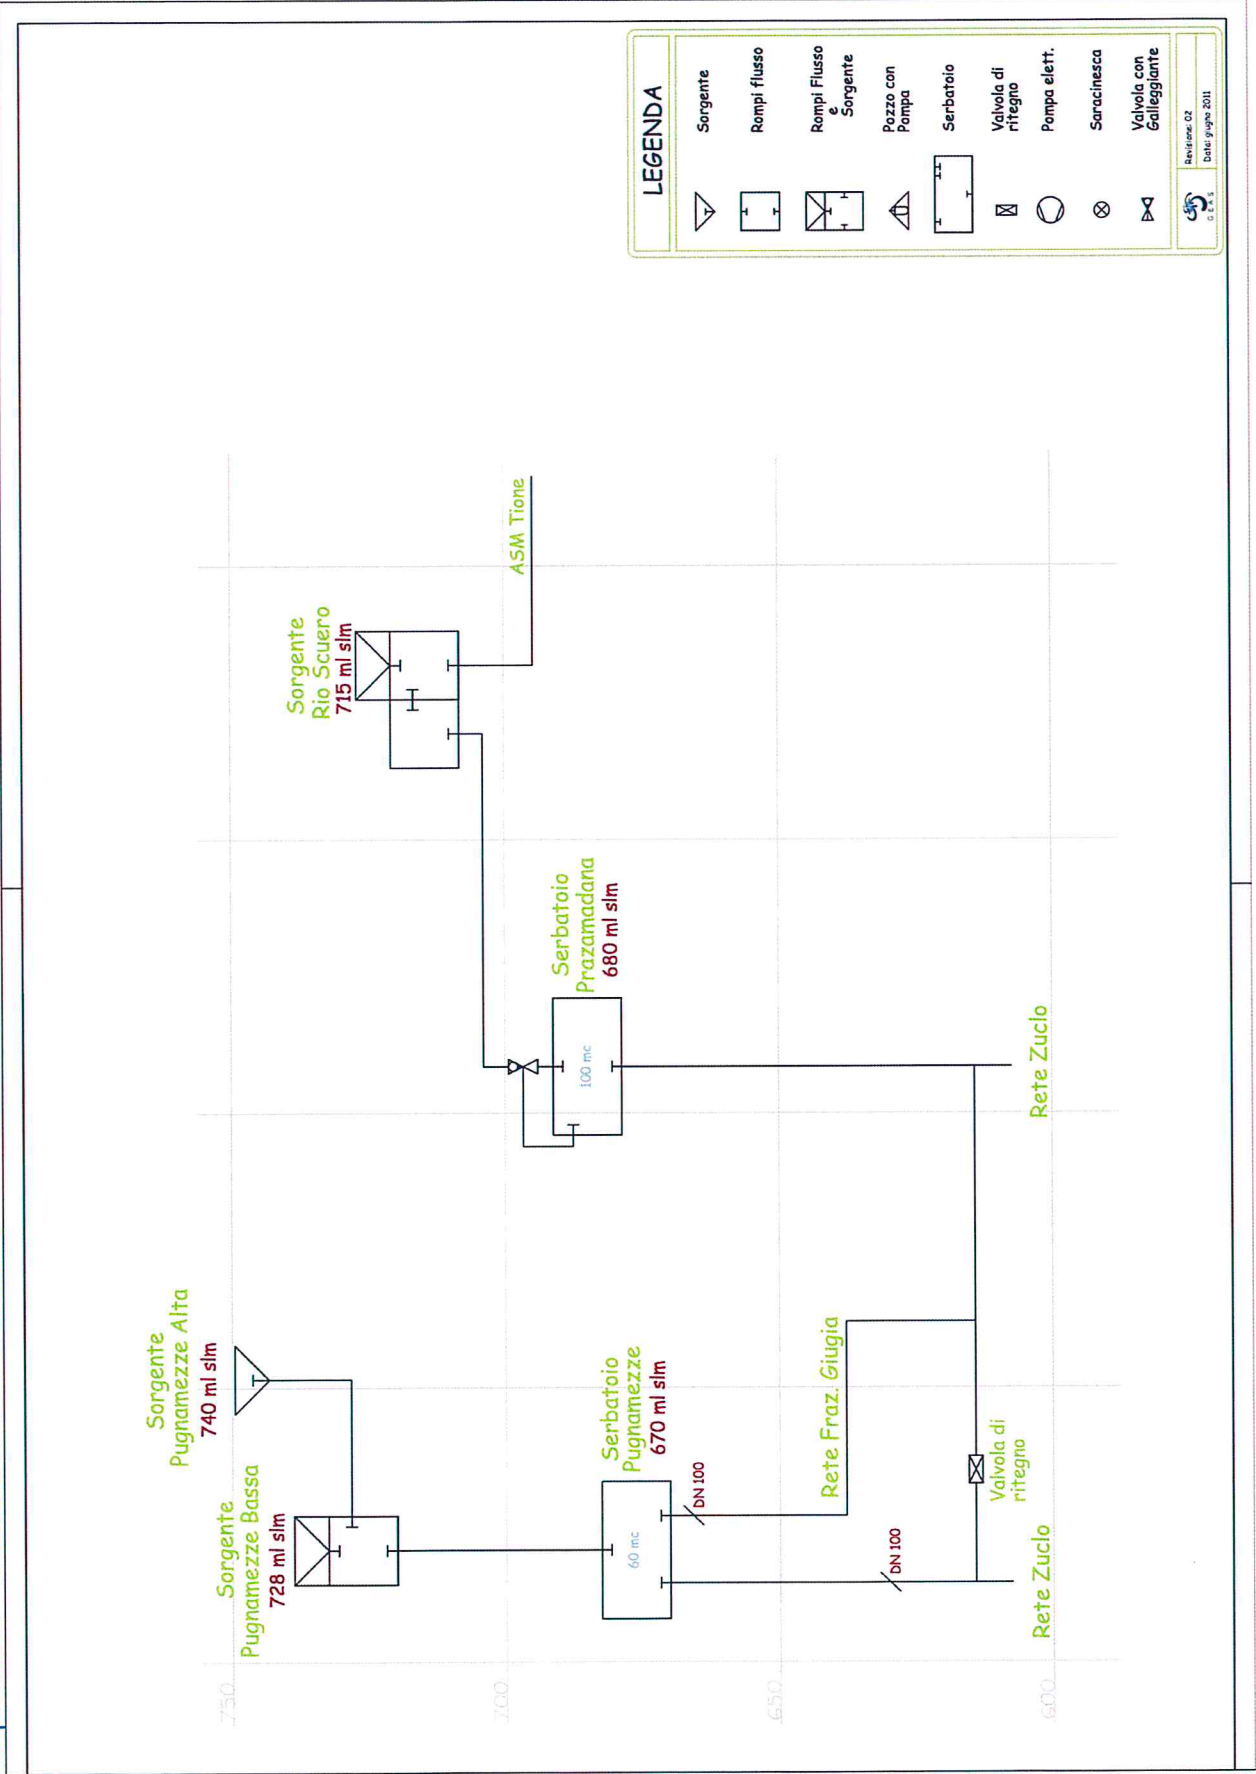 Sorgente
Pugnamezze Alta
740 ml slm
Sorgente
Pugnamezze Bassa
728 ml slm
Sorgente
Rio Scuero
715 ml slm
ASM Tione
Serbatoio
Prazamadana
680 ml slm
100 mc
Serbatoio
Pugnamezze
670 ml slm
60 mc
DN 100
DN 100
Rete Fraz. Giugia
Valvola di
ritegno
Rete Zuclo
Rete Zuclo
750
700
650
600
LEGENDA
Sorgente
Rompi flusso
Rompi Flusso
e
Sorgente
Pozzo con
Pompa
Serbatoio
Valvola di
ritegno
Pompa elett.
Saracinesca
Valvola con
Galleggiante
G.E.A.S
Revisione: 02
Data: giugno 2011